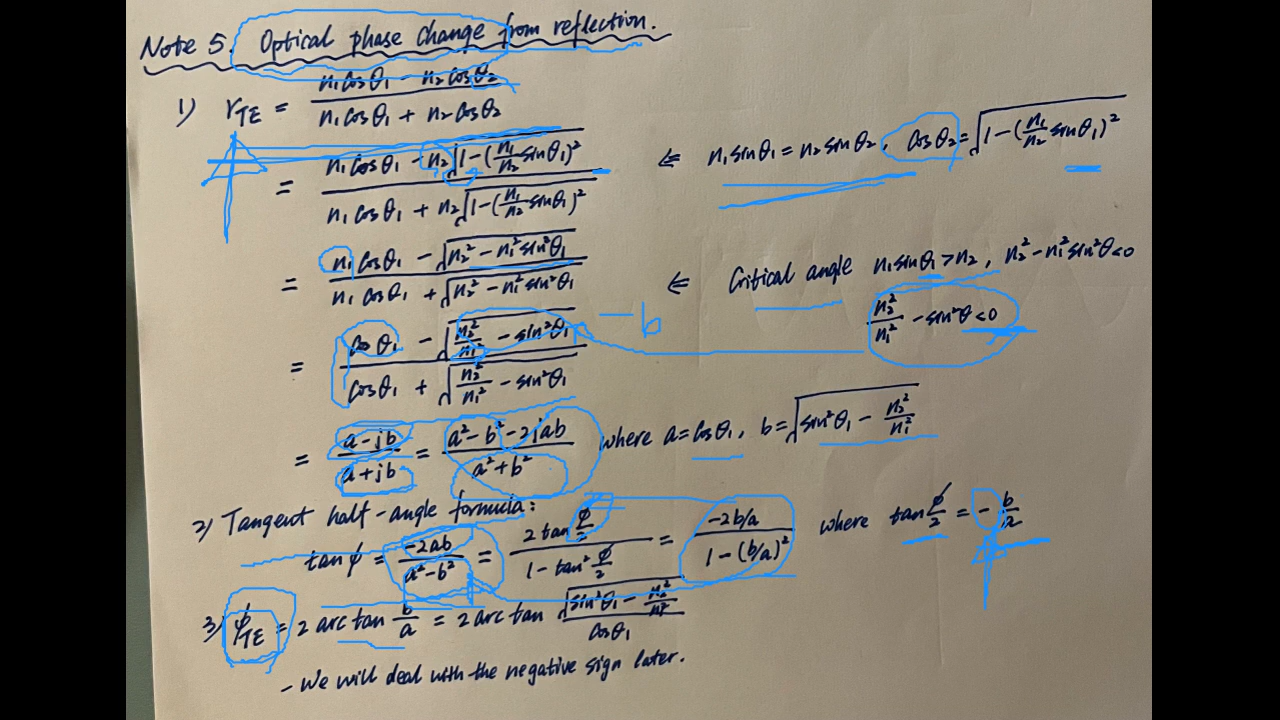 Note 5. Optical phase change from reflection.
1) r_TE = (n₁cosθ₁ - n₂cosθ₂) / (n₁cosθ₁ + n₂cosθ₂)
= (n₁cosθ₁ - n₂√(1-(n₁/n₂ sinθ₁)²)) / (n₁cosθ₁ + n₂√(1-(n₁/n₂ sinθ₁)²)) ⇐ n₁sinθ₁ = n₂sinθ₂, cosθ₂ = √(1-(n₁/n₂ sinθ₁)²)
= (n₁cosθ₁ - √(n₂² - n₁²sin²θ₁)) / (n₁cosθ₁ + √(n₂² - n₁²sin²θ₁)) ⇐ Critical angle n₁sinθ₁ > n₂, n₂² - n₁²sin²θ < 0
n₂²/n₁² - sin²θ < 0
= (cosθ₁ - √(n₂²/n₁² - sin²θ₁)) / (cosθ₁ + √(n₂²/n₁² - sin²θ₁)) - b
= (a-jb)/(a+jb) = (a²-b²-2jab)/(a²+b²) where a = cosθ₁, b = √(sin²θ₁ - n₂²/n₁²)
2) Tangent half-angle formula:
tanφ = -2ab/(a²-b²) = 2tan(φ/2) / (1-tan²(φ/2)) = (-2b/a) / (1-(b/a)²) where tan(φ/2) = -b/a
3) φ_TE = 2 arctan b/a = 2 arctan √(sin²θ₁ - n₂²/n₁²) / cosθ₁
- We will deal with the negative sign later.